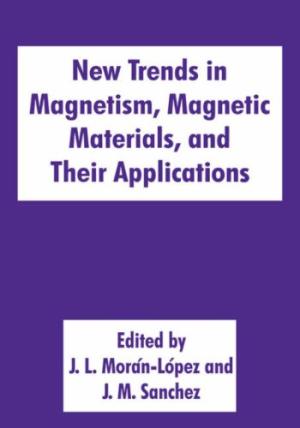 New Trends in
Magnetism, Magnetic
Materials, and
Their Applications
Edited by
J. L. Morán-López and
J. M. Sanchez